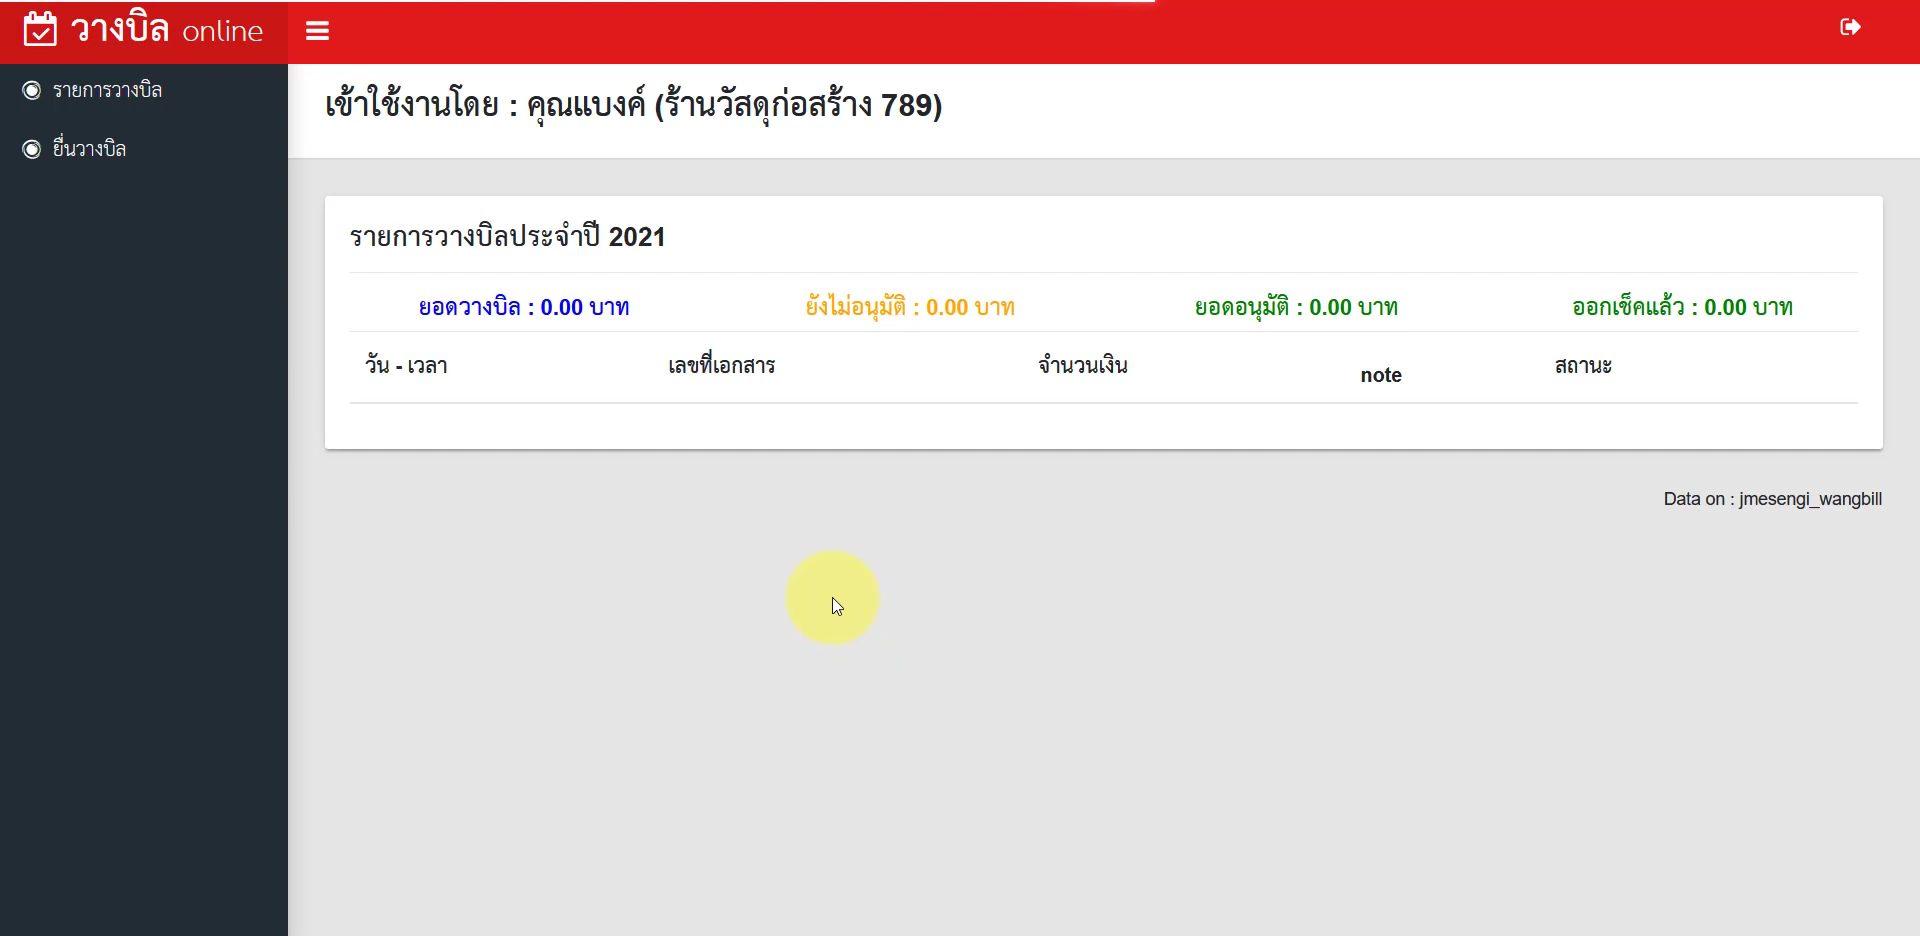 วางบิล online
รายการวางบิล
ยื่นวางบิล
เข้าใช้งานโดย : คุณแบงค์ (ร้านวัสดุก่อสร้าง 789)
รายการวางบิลประจำปี 2021
ยอดวางบิล : 0.00 บาท ยังไม่อนุมัติ : 0.00 บาท ยอดอนุมัติ : 0.00 บาท ออกเช็คแล้ว : 0.00 บาท
วัน - เวลา เลขที่เอกสาร จำนวนเงิน note สถานะ
Data on : jmesengi_wangbill